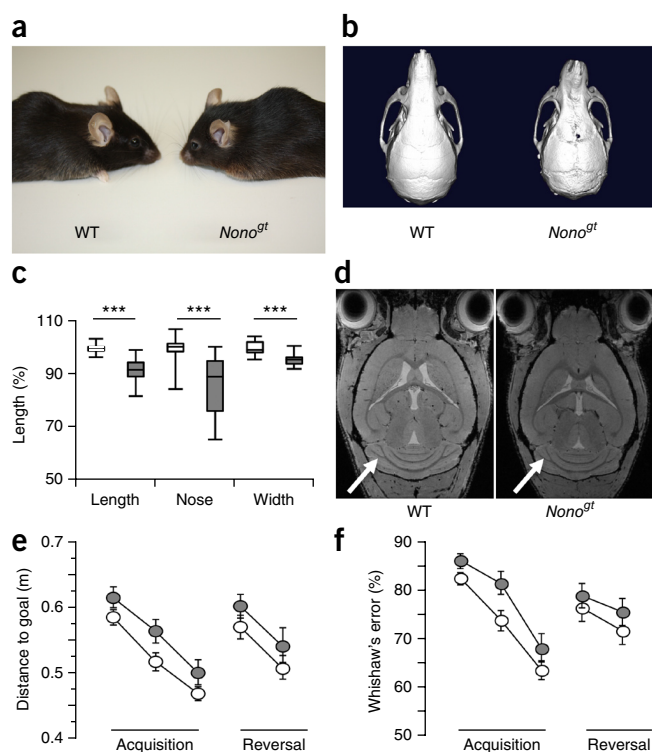 a
b
WT
Nono^gt
WT
Nono^gt
c
d
***
***
***
110
90
70
50
Length (%)
Length
Nose
Width
WT
Nono^gt
e
f
0.7
0.6
0.5
0.4
Distance to goal (m)
Acquisition
Reversal
90
80
70
60
50
Whishaw's error (%)
Acquisition
Reversal